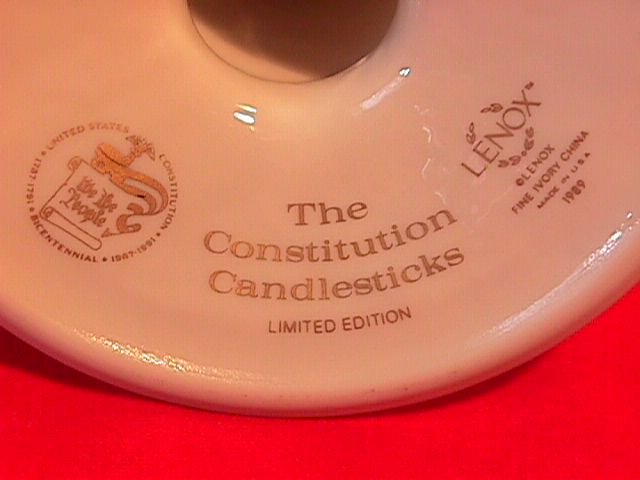 UNITED STATES CONSTITUTION
1787-1791
BICENTENNIAL • 1987-1991
We the
People
The
Constitution
Candlesticks
LIMITED EDITION
LENOX™
©LENOX
FINE IVORY CHINA
MADE IN U.S.A
1989